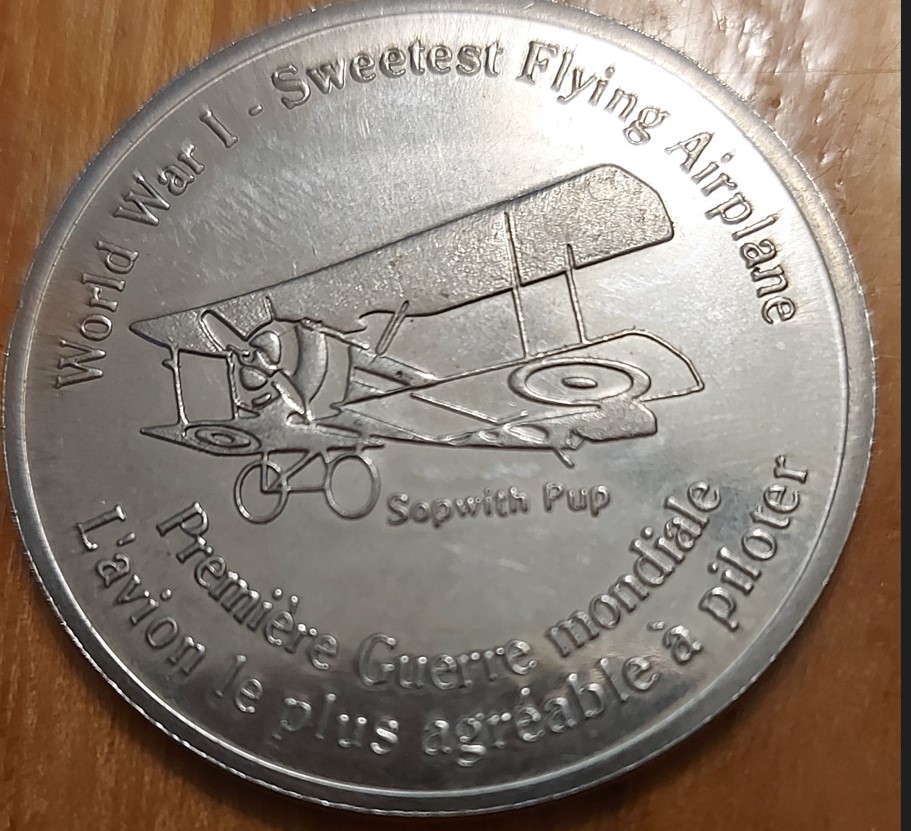 World War I - Sweetest Flying Airplane
Sopwith Pup
Première Guerre mondiale
L'avion le plus agréable à piloter